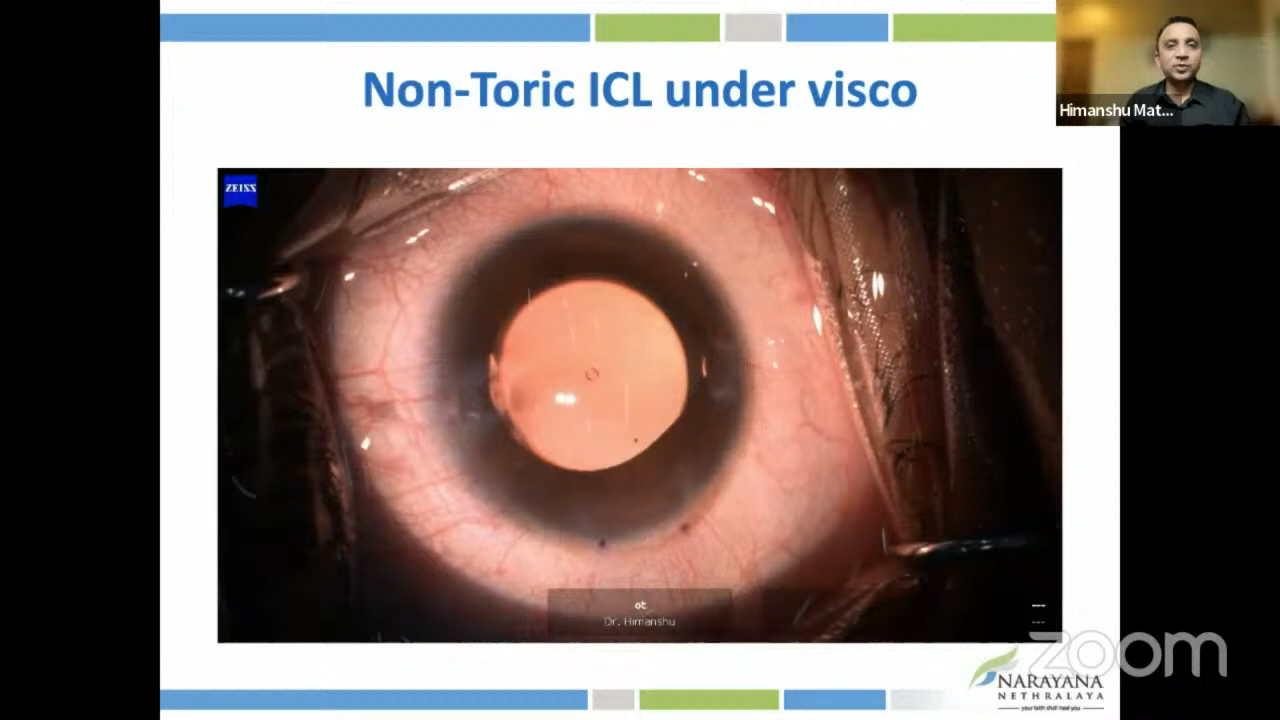 Non-Toric ICL under visco
Himanshu Mat...
ZEISS
ot
Dr. Himanshu
---
---
zoom
NARAYANA
NETHRALAYA
your faith shall heal you